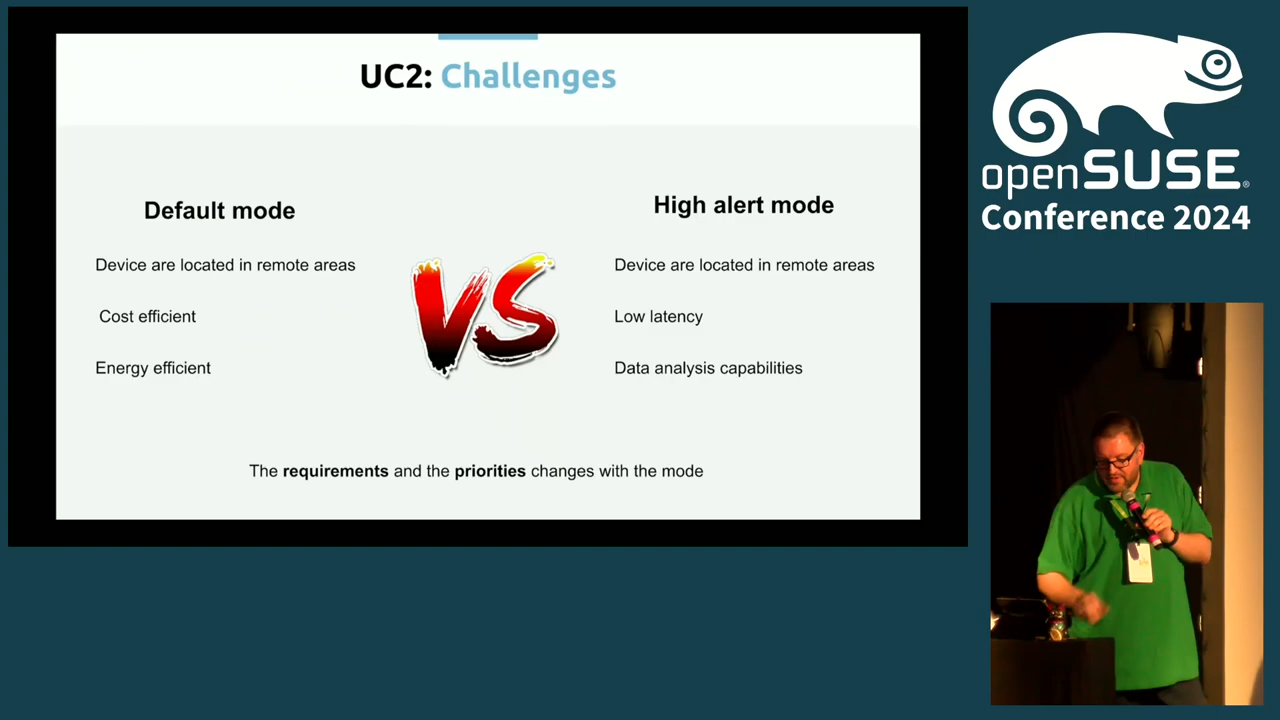 UC2: Challenges
Default mode
Device are located in remote areas
Cost efficient
Energy efficient
VS
High alert mode
Device are located in remote areas
Low latency
Data analysis capabilities
The requirements and the priorities changes with the mode
openSUSE®
Conference 2024